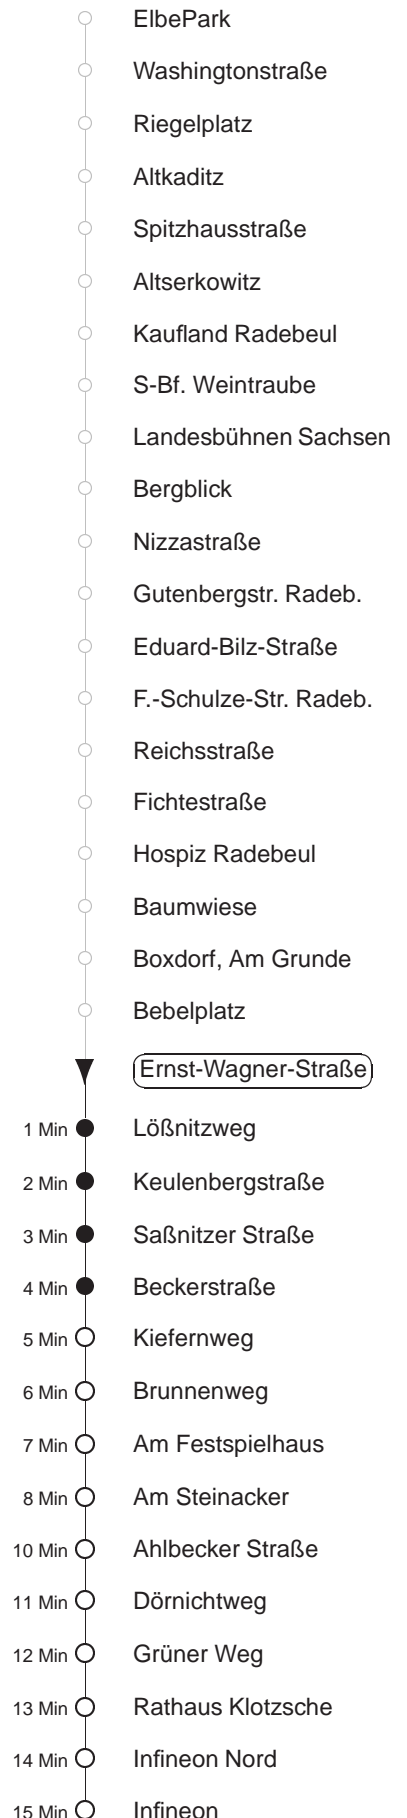 ElbePark
Washingtonstraße
Riegelplatz
Altkaditz
Spitzhausstraße
Altserkowitz
Kaufland Radebeul
S-Bf. Weintraube
Landesbühnen Sachsen
Bergblick
Nizzastraße
Gutenbergstr. Radeb.
Eduard-Bilz-Straße
F.-Schulze-Str. Radeb.
Reichsstraße
Fichtestraße
Hospiz Radebeul
Baumwiese
Boxdorf, Am Grunde
Bebelplatz
Ernst-Wagner-Straße
1 Min Lößnitzweg
2 Min Keulenbergstraße
3 Min Saßnitzer Straße
4 Min Beckerstraße
5 Min Kiefernweg
6 Min Brunnenweg
7 Min Am Festspielhaus
8 Min Am Steinacker
10 Min Ahlbecker Straße
11 Min Dörnichtweg
12 Min Grüner Weg
13 Min Rathaus Klotzsche
14 Min Infineon Nord
15 Min Infineon